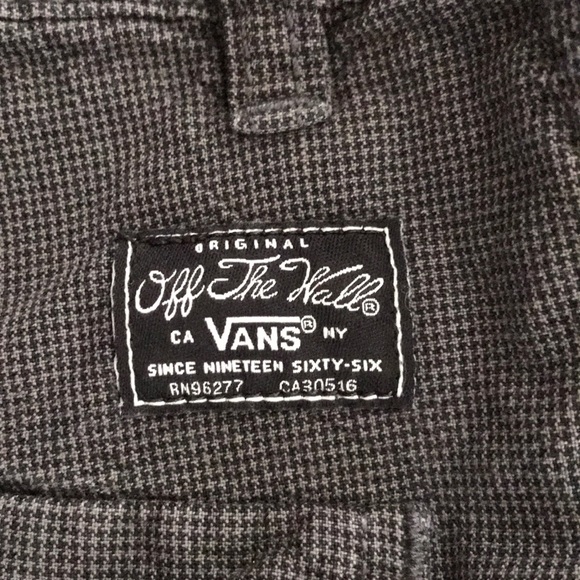 ORIGINAL
Off The Wall®
CA VANS® NY
SINCE NINETEEN SIXTY-SIX
RN96277 CA30516